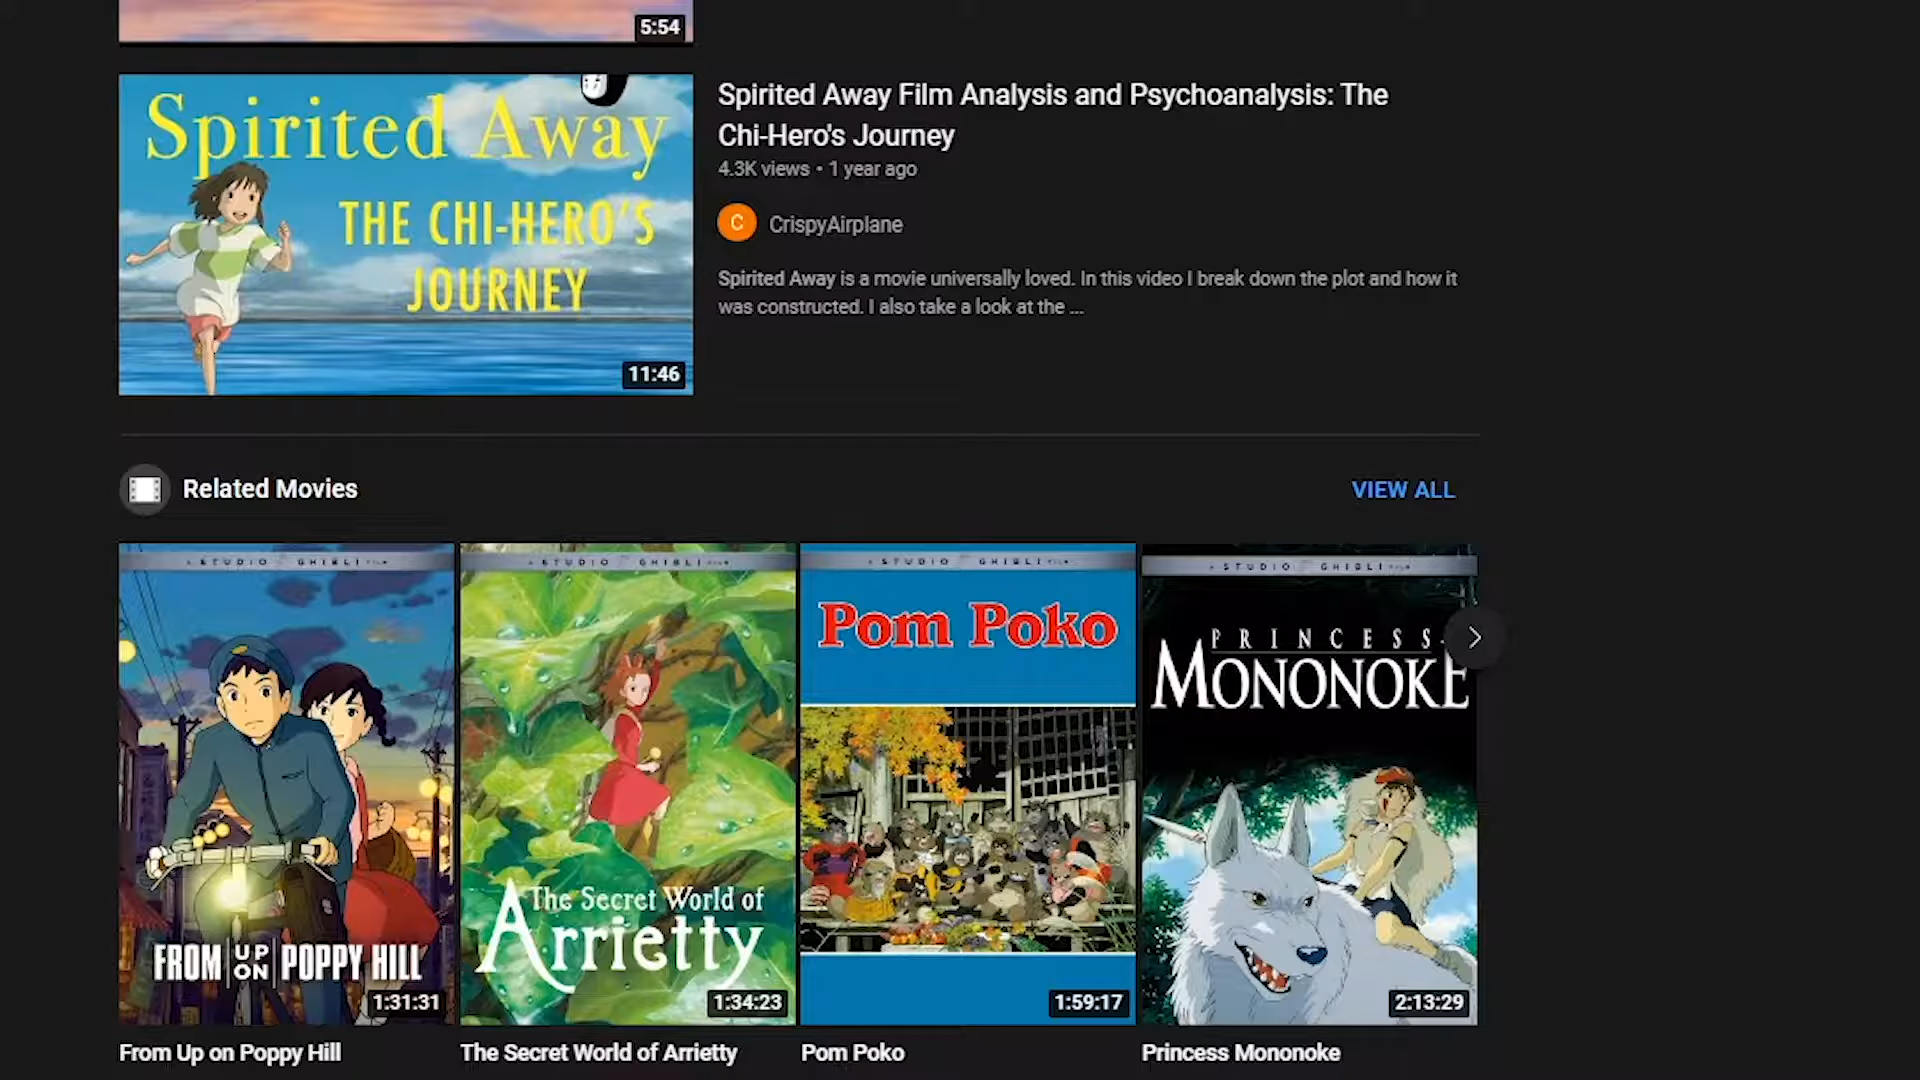 5:54
Spirited Away
THE CHI-HERO'S
JOURNEY
11:46
Spirited Away Film Analysis and Psychoanalysis: The
Chi-Hero's Journey
4.3K views • 1 year ago
C CrispyAirplane
Spirited Away is a movie universally loved. In this video I break down the plot and how it
was constructed. I also take a look at the ...
Related Movies
VIEW ALL
A STUDIO GHIBLI FILM
FROM UP ON POPPY HILL
1:31:31
From Up on Poppy Hill
A STUDIO GHIBLI FILM
The Secret World of
Arrietty
1:34:23
The Secret World of Arrietty
A STUDIO GHIBLI FILM
Pom Poko
1:59:17
Pom Poko
A STUDIO GHIBLI FILM
PRINCESS
MONONOKE
2:13:29
Princess Mononoke